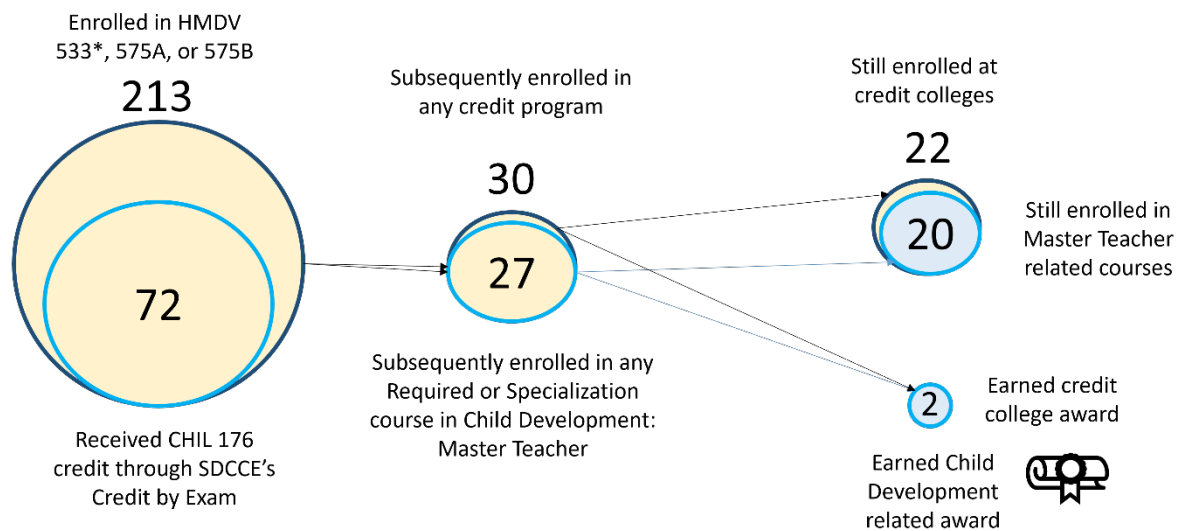 Enrolled in HMDV
533*, 575A, or 575B
213
72
Received CHIL 176
credit through SDCCE's
Credit by Exam
Subsequently enrolled in
any credit program
30
27
Subsequently enrolled in any
Required or Specialization
course in Child Development:
Master Teacher
Still enrolled at
credit colleges
22
20
Still enrolled in
Master Teacher
related courses
2
Earned credit
college award
Earned Child
Development
related award